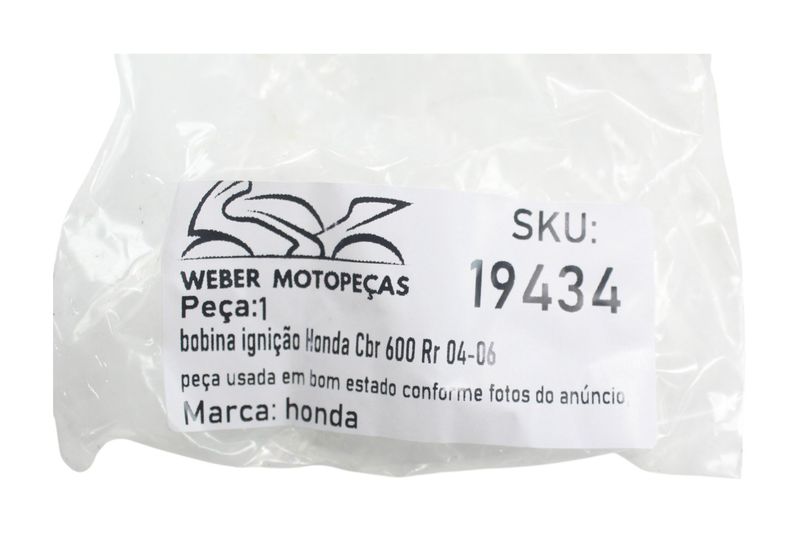 WEBER MOTOPEÇAS
SKU:
19434
Peça:1
bobina ignição Honda Cbr 600 Rr 04-06
peça usada em bom estado conforme fotos do anúncio
Marca: honda